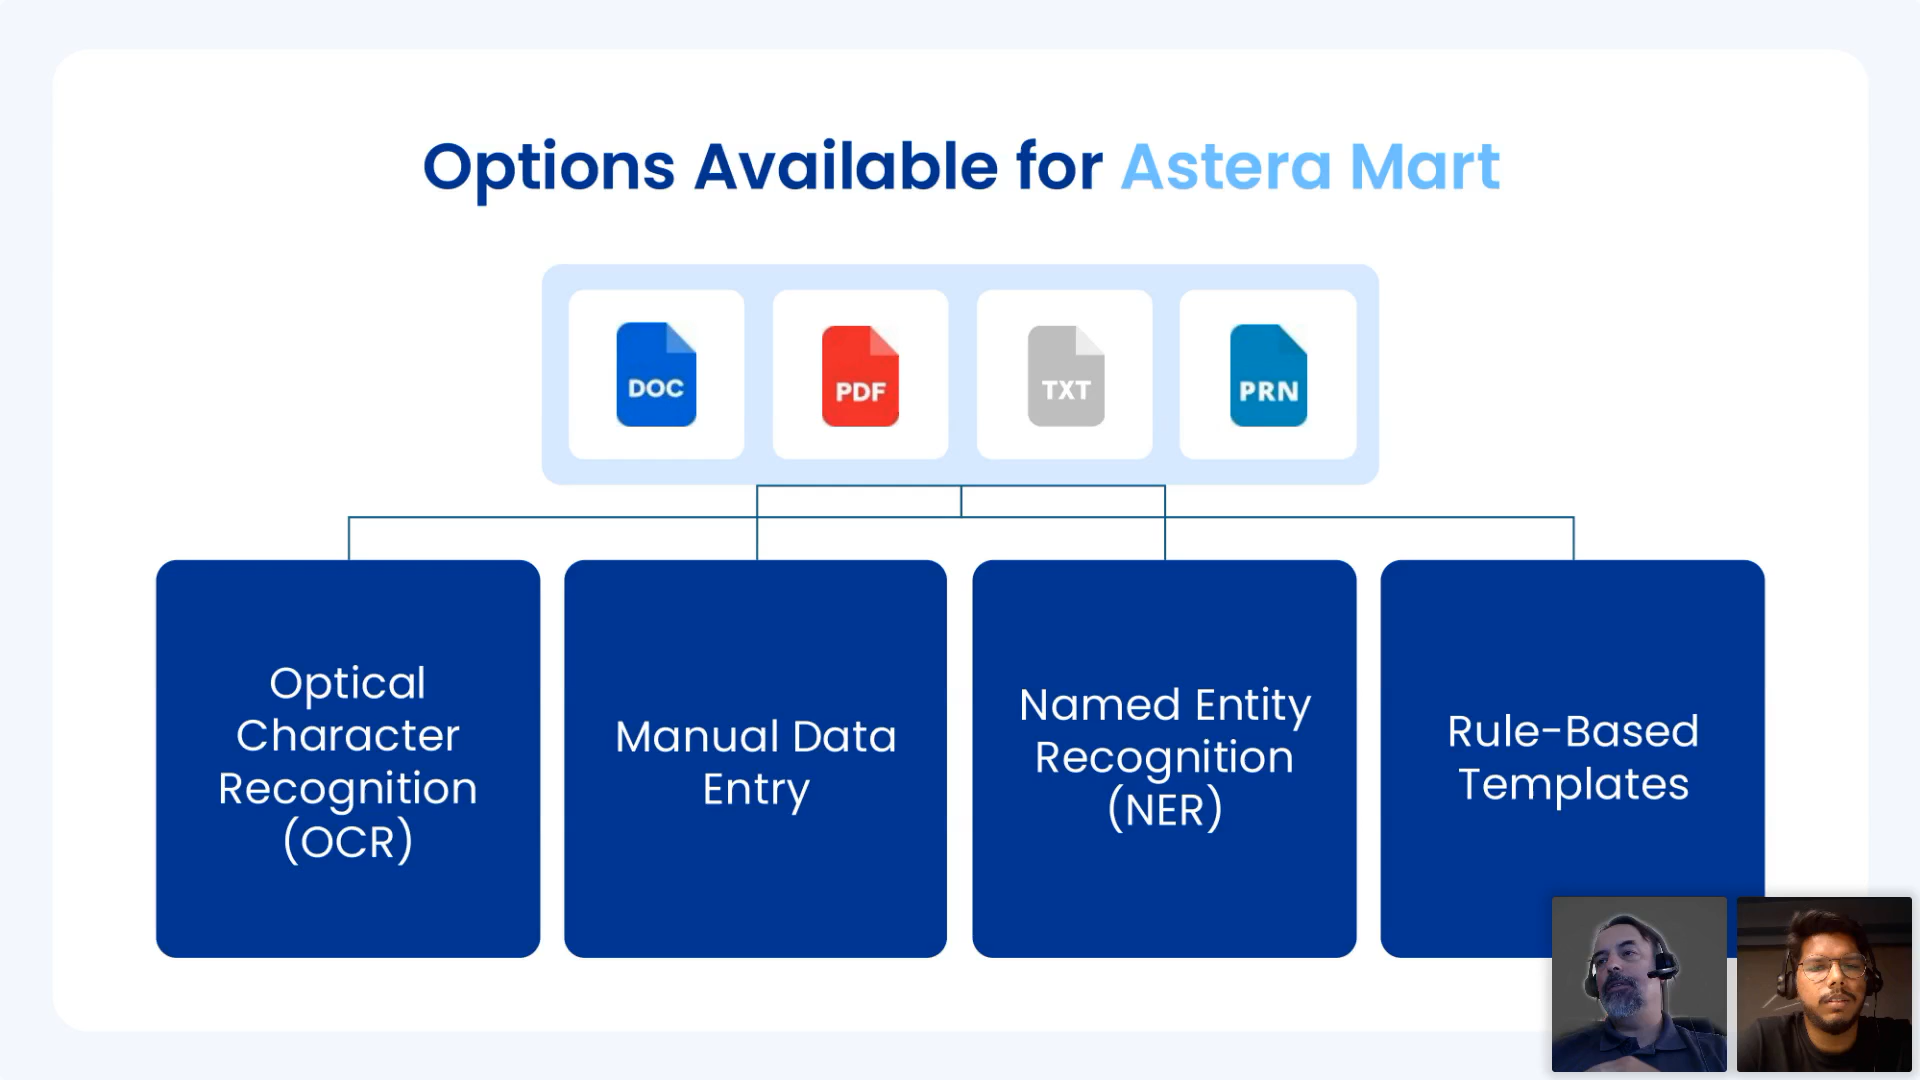 Options Available for Astera Mart
DOC
PDF
TXT
PRN
Optical
Character
Recognition
(OCR)
Manual Data
Entry
Named Entity
Recognition
(NER)
Rule-Based
Templates